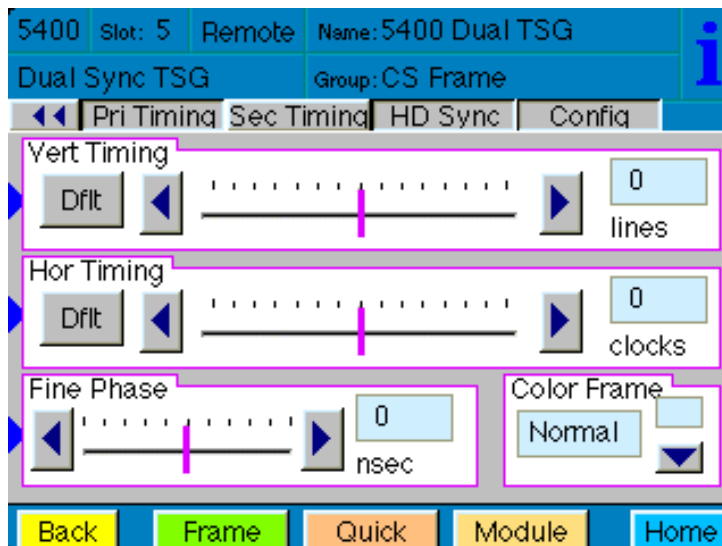 5400 Slot: 5 Remote Name: 5400 Dual TSG
Dual Sync TSG Group: CS Frame
i
Pri Timing Sec Timing HD Sync Config
Vert Timing
Dflt 0
lines
Hor Timing
Dflt 0
clocks
Fine Phase Color Frame
0 Normal
nsec
Back Frame Quick Module Home